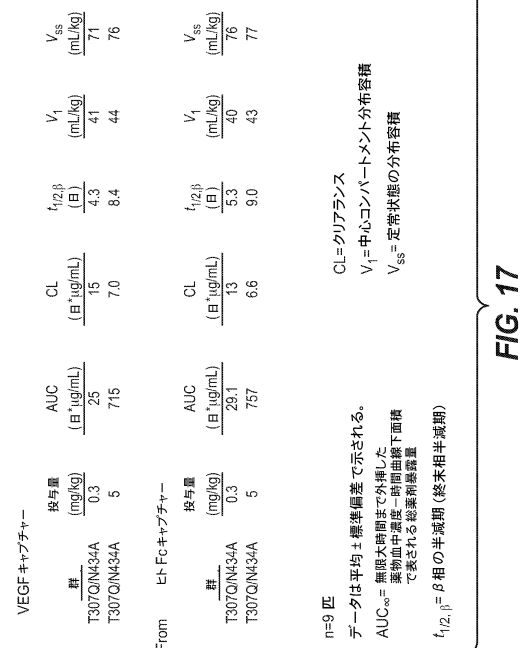 VEGF キャプチャー
群 投与量 (mg/kg) AUC (日*μg/mL) CL (日*μg/mL) t1/2,β (日) V1 (mL/kg) Vss (mL/kg)
T307Q/N434A 0.3 25 15 4.3 41 71
T307Q/N434A 5 715 7.0 8.4 44 76
From ヒト Fc キャプチャー
群 投与量 (mg/kg) AUC (日*μg/mL) CL (日*μg/mL) t1/2,β (日) V1 (mL/kg) Vss (mL/kg)
T307Q/N434A 0.3 29.1 13 5.3 40 76
T307Q/N434A 5 757 6.6 9.0 43 77
n=9 匹
データは平均 ± 標準偏差 で示される。
AUC∞= 無限大時間まで外挿した
薬物血中濃度−時間曲線下面積
で表される総薬剤暴露量
t1/2, β= β 相の半減期 (終末相半減期)
CL=クリアランス
V1=中心コンパートメント分布容積
Vss= 定常状態の分布容積
FIG. 17